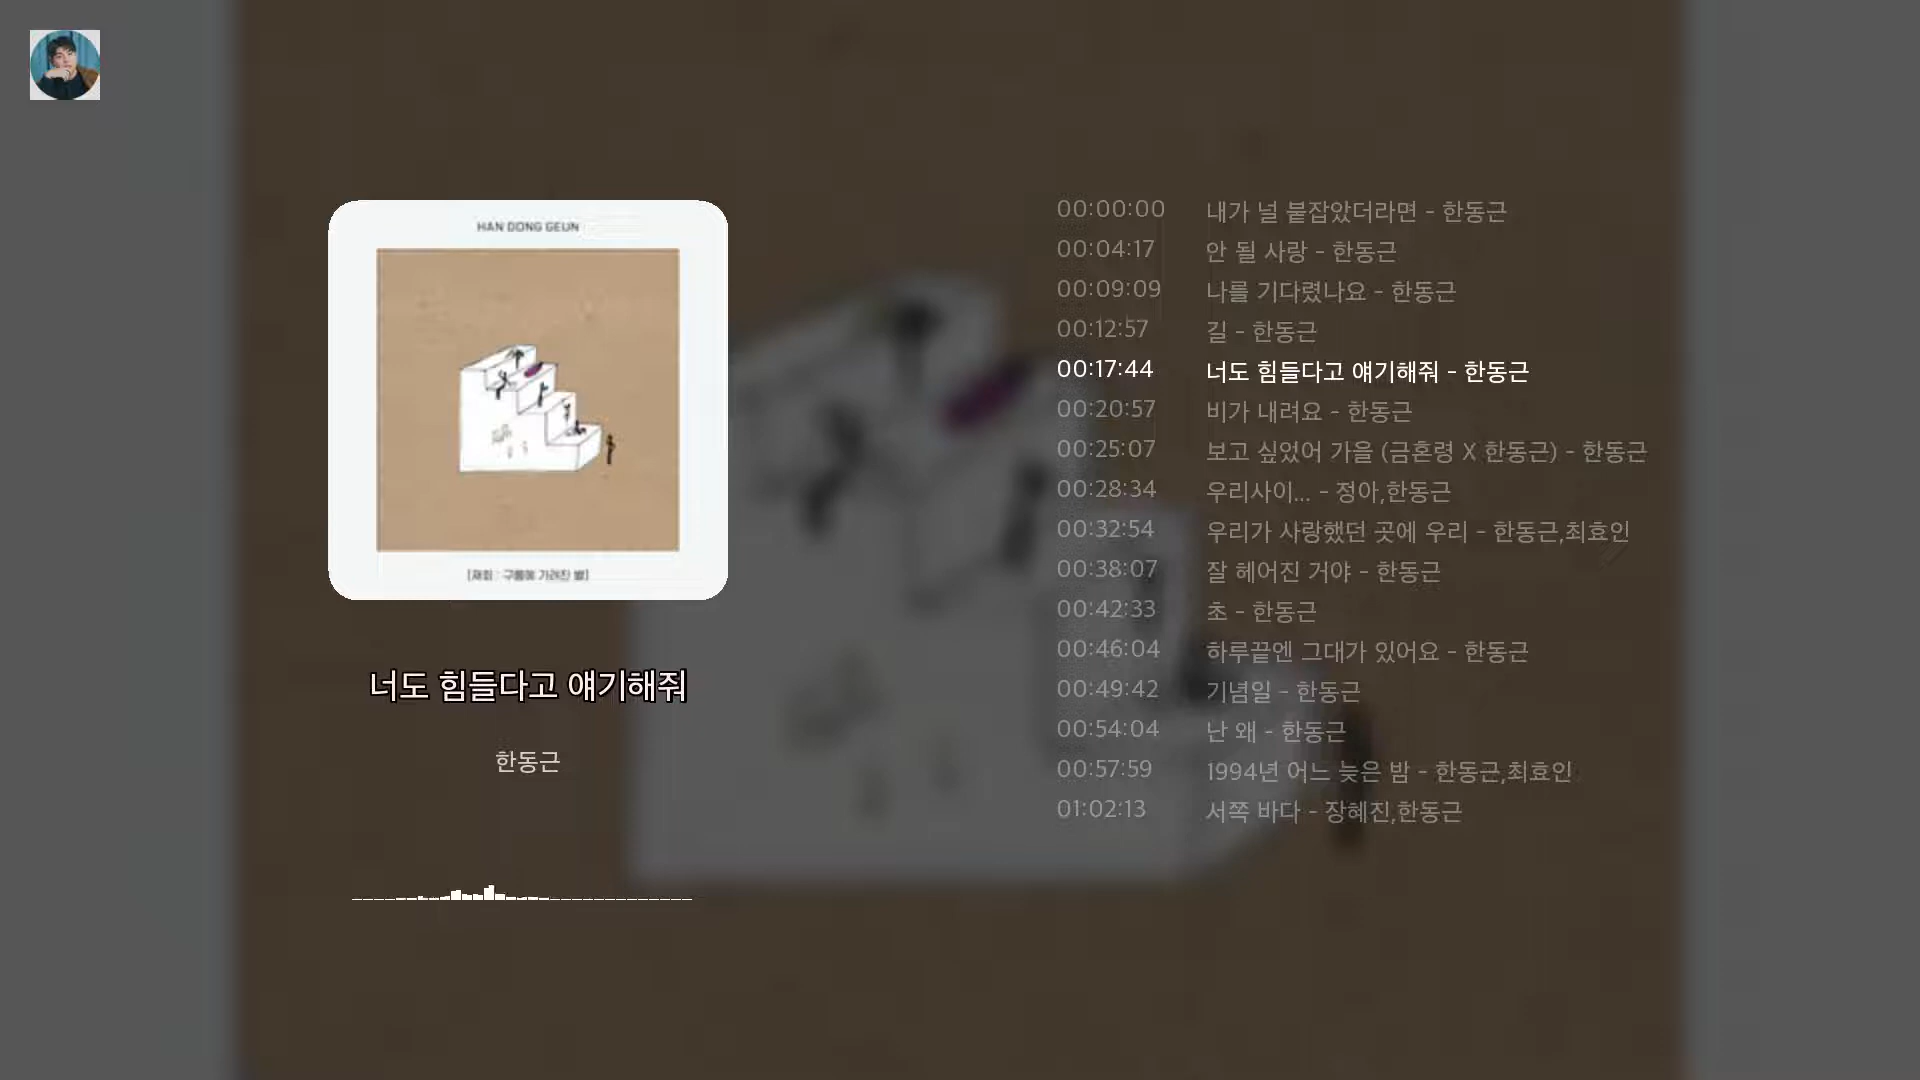 HAN DONG GEUN
[재회 : 구름에 가려진 별]
너도 힘들다고 얘기해줘
한동근
00:00:00 내가 널 붙잡았더라면 - 한동근
00:04:17 안 될 사랑 - 한동근
00:09:09 나를 기다렸나요 - 한동근
00:12:57 길 - 한동근
00:17:44 너도 힘들다고 얘기해줘 - 한동근
00:20:57 비가 내려요 - 한동근
00:25:07 보고 싶었어 가을 (금혼령 X 한동근) - 한동근
00:28:34 우리사이... - 정아,한동근
00:32:54 우리가 사랑했던 곳에 우리 - 한동근,최효인
00:38:07 잘 헤어진 거야 - 한동근
00:42:33 초 - 한동근
00:46:04 하루끝엔 그대가 있어요 - 한동근
00:49:42 기념일 - 한동근
00:54:04 난 왜 - 한동근
00:57:59 1994년 어느 늦은 밤 - 한동근,최효인
01:02:13 서쪽 바다 - 장혜진,한동근